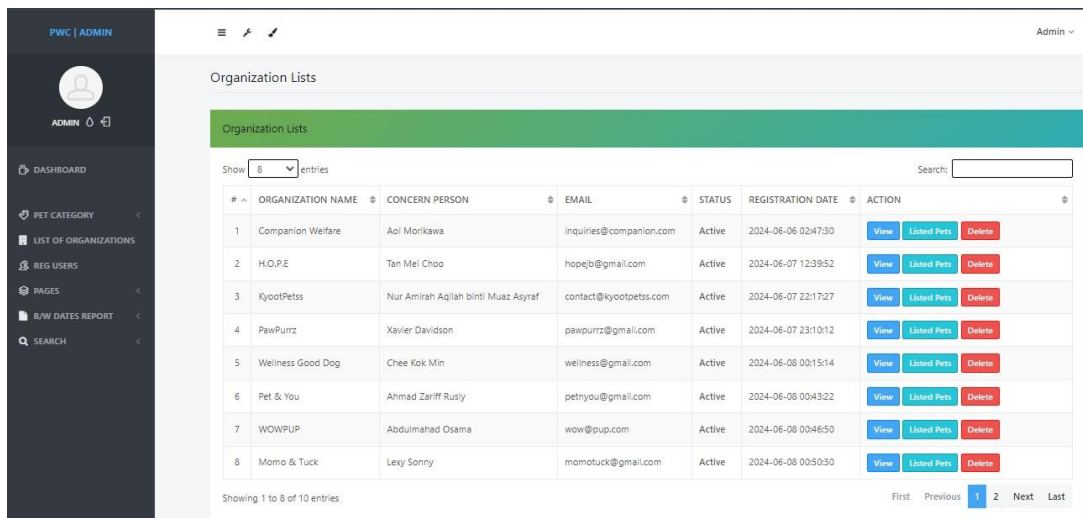 PWC | ADMIN
Admin
ADMIN
DASHBOARD
PET CATEGORY
LIST OF ORGANIZATIONS
REG USERS
PAGES
B/W DATES REPORT
SEARCH
Organization Lists
Organization Lists
Show 8 entries Search:
# ORGANIZATION NAME CONCERN PERSON EMAIL STATUS REGISTRATION DATE ACTION
1 Companion Welfare Aoi Morikawa inquiries@companion.com Active 2024-06-06 02:47:30 View Listed Pets Delete
2 H.O.P.E Tan Mei Choo hopejb@gmail.com Active 2024-06-07 12:39:52 View Listed Pets Delete
3 KyootPetss Nur Amirah Aqilah binti Muaz Asyraf contact@kyootpetss.com Active 2024-06-07 22:17:27 View Listed Pets Delete
4 PawPurrz Xavier Davidson pawpurrz@gmail.com Active 2024-06-07 23:10:12 View Listed Pets Delete
5 Wellness Good Dog Chee Kok Min wellness@gmail.com Active 2024-06-08 00:15:14 View Listed Pets Delete
6 Pet & You Ahmad Zariff Rusly petnyou@gmail.com Active 2024-06-08 00:43:22 View Listed Pets Delete
7 WOWPUP Abdulmahad Osama wow@pup.com Active 2024-06-08 00:46:50 View Listed Pets Delete
8 Momo & Tuck Lexy Sonny momotuck@gmail.com Active 2024-06-08 00:50:30 View Listed Pets Delete
Showing 1 to 8 of 10 entries First Previous 1 2 Next Last